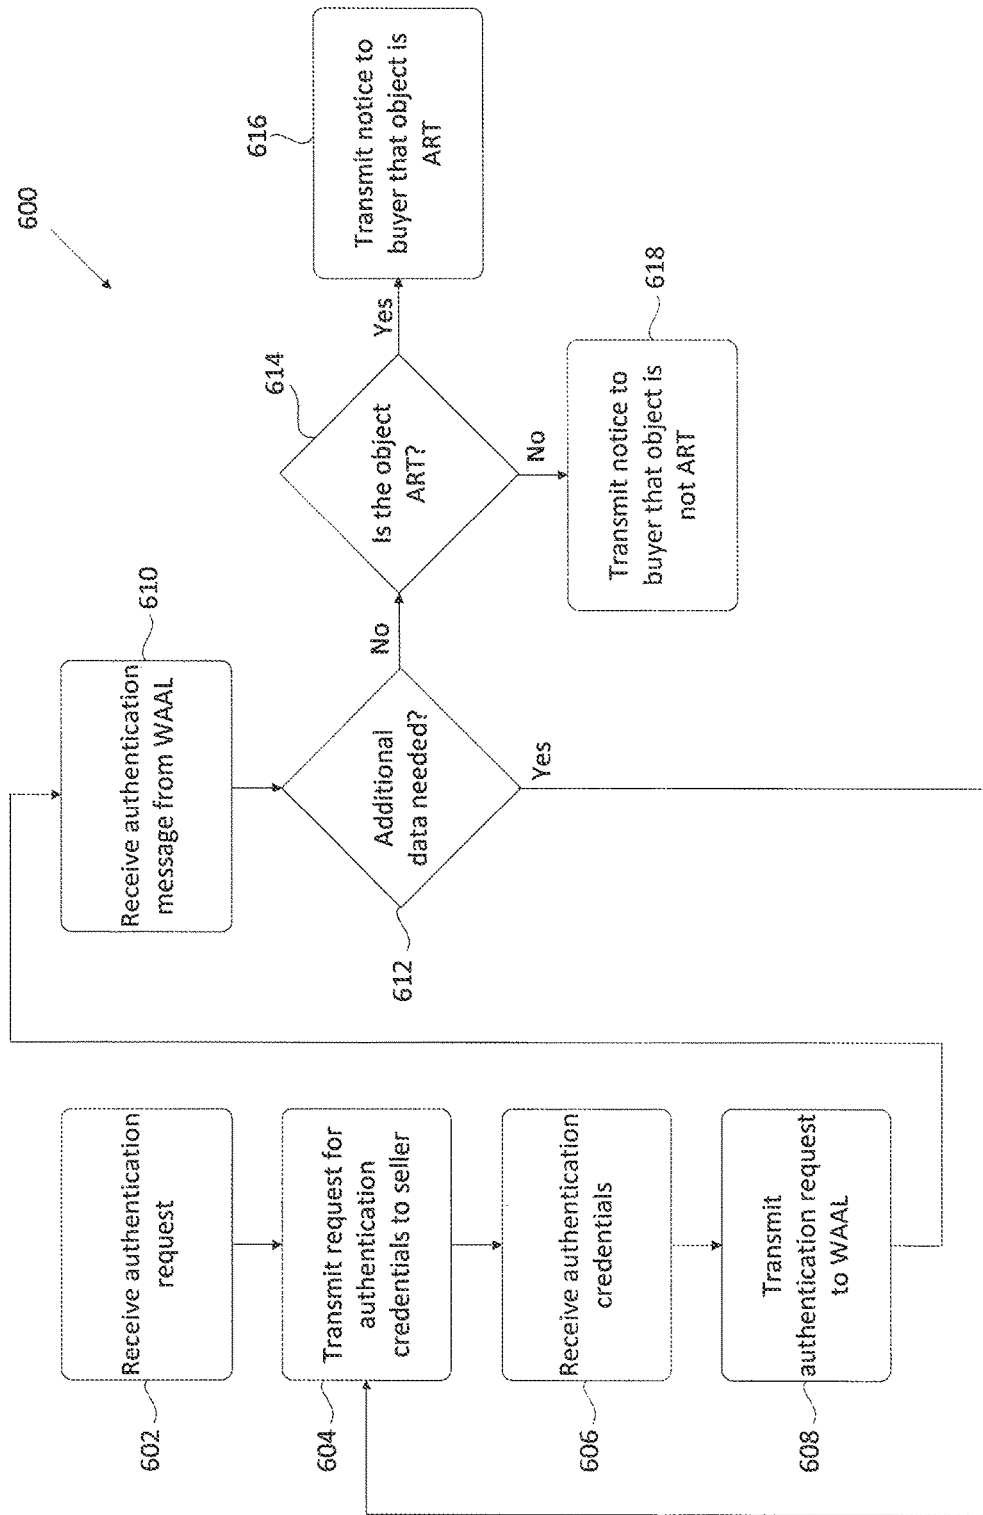 600
602
Receive authentication
request
604
Transmit request for
authentication
credentials to seller
606
Receive authentication
credentials
608
Transmit
authentication request
to WAAL
610
Receive authentication
message from WAAL
612
Additional
data needed?
No
Yes
614
Is the object
ART?
Yes
No
616
Transmit notice to
buyer that object is
ART
618
Transmit notice to
buyer that object is
not ART